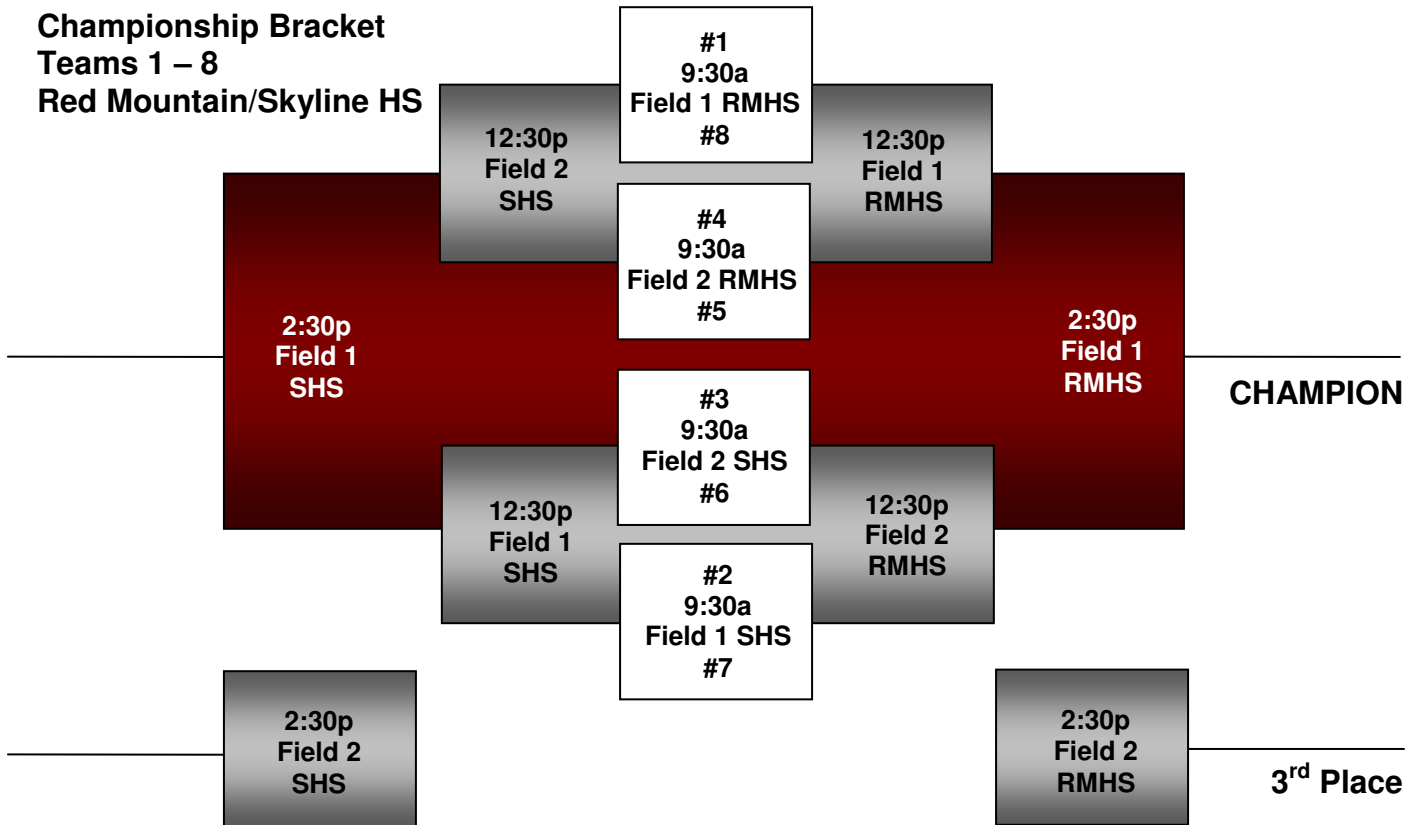 Championship Bracket
Teams 1 – 8
Red Mountain/Skyline HS
#1
9:30a
Field 1 RMHS
#8
12:30p
Field 2
SHS
12:30p
Field 1
RMHS
#4
9:30a
Field 2 RMHS
#5
2:30p
Field 1
SHS
2:30p
Field 1
RMHS
CHAMPION
#3
9:30a
Field 2 SHS
#6
12:30p
Field 1
SHS
12:30p
Field 2
RMHS
#2
9:30a
Field 1 SHS
#7
2:30p
Field 2
SHS
2:30p
Field 2
RMHS
3rd Place